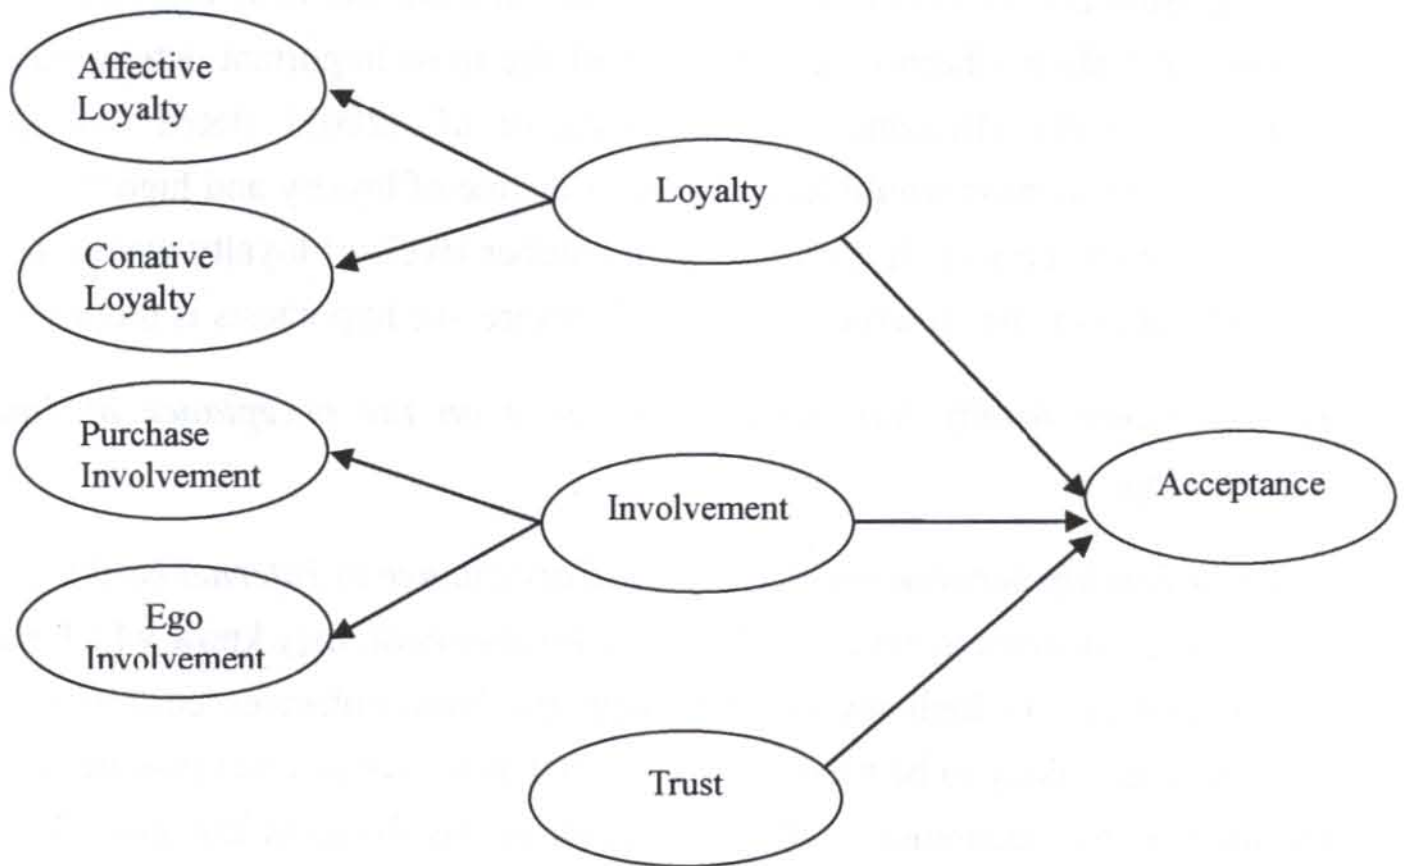 Affective
Loyalty
Loyalty
Conative
Loyalty
Purchase
Involvement
Involvement
Acceptance
Ego
Involvement
Trust